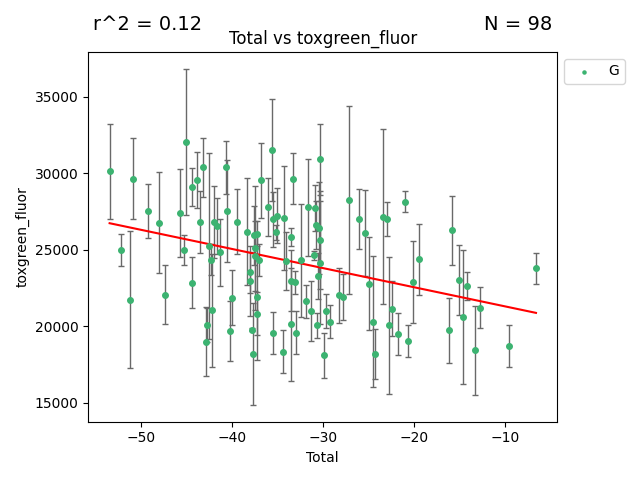 r^2 = 0.12
N = 98
Total vs toxgreen_fluor
G
35000
30000
25000
20000
15000
toxgreen_fluor
−50
−40
−30
−20
−10
Total